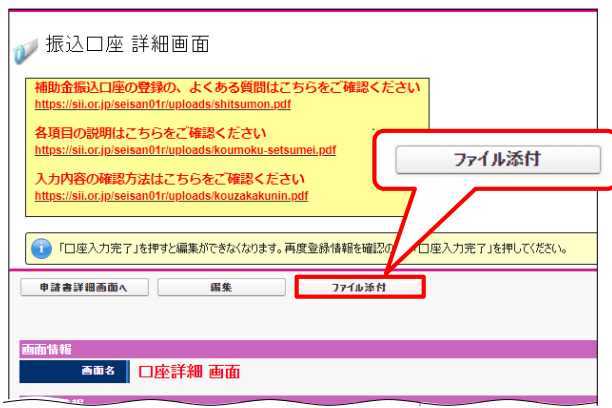 振込口座 詳細画面
補助金振込口座の登録の、よくある質問はこちらをご確認ください
https://sii.or.jp/seisan01r/uploads/shitsumon.pdf
各項目の説明はこちらをご確認ください
https://sii.or.jp/seisan01r/uploads/koumoku-setsumei.pdf
入力内容の確認方法はこちらをご確認ください
https://sii.or.jp/seisan01r/uploads/kouzakakunin.pdf
ファイル添付
「口座入力完了」を押すと編集ができなくなります。再度登録情報を確認の 口座入力完了」を押してください。
申請書詳細画面へ 編集 ファイル添付
画面情報
画面名 口座詳細 画面